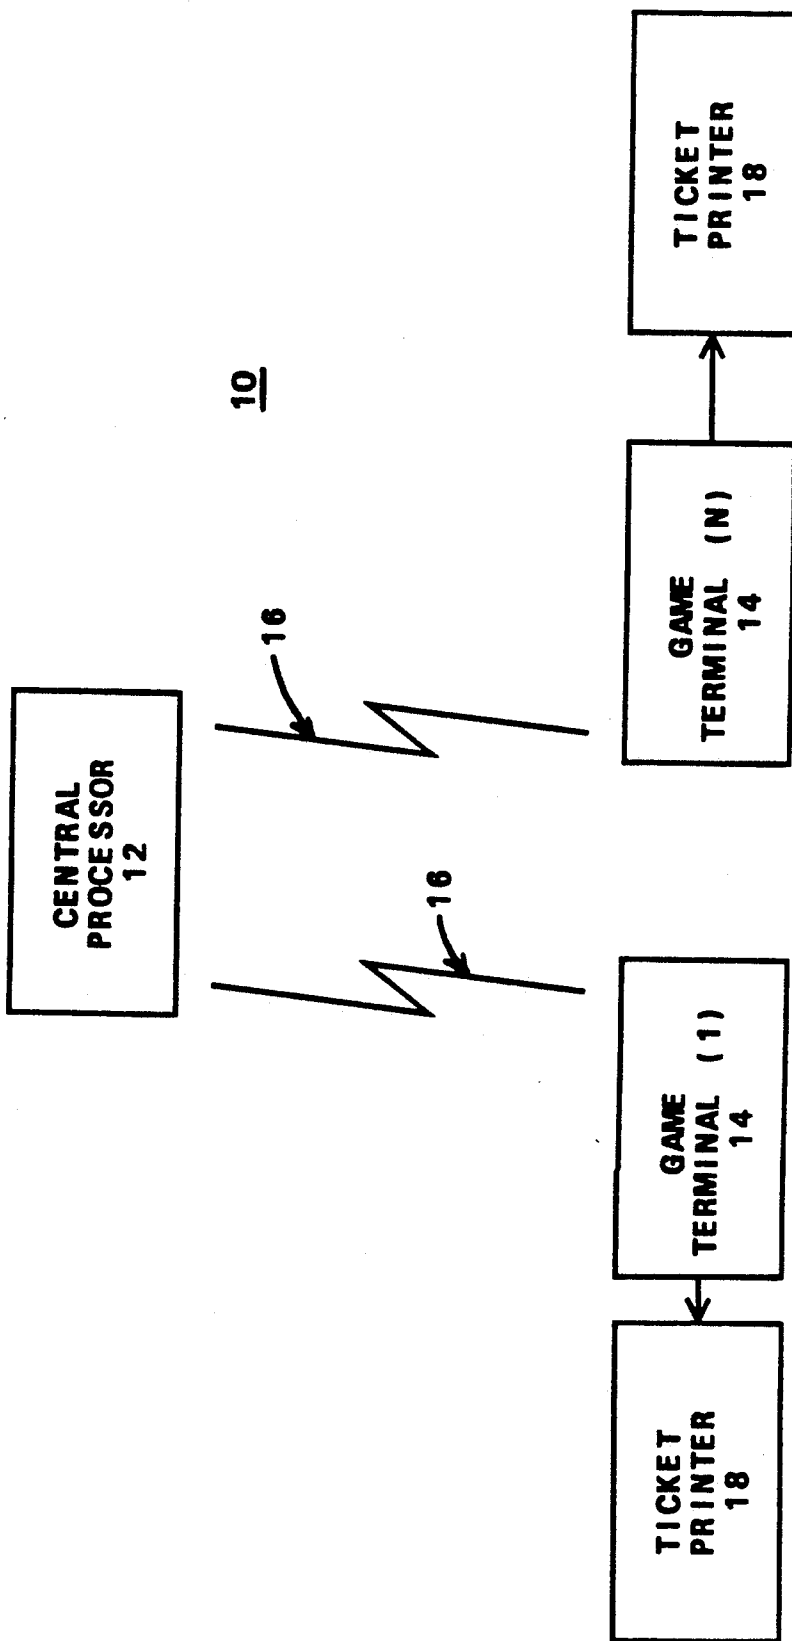 CENTRAL
PROCESSOR
12
10
16
16
TICKET
PRINTER
18
GAME
TERMINAL (1)
14
GAME
TERMINAL (N)
14
TICKET
PRINTER
18